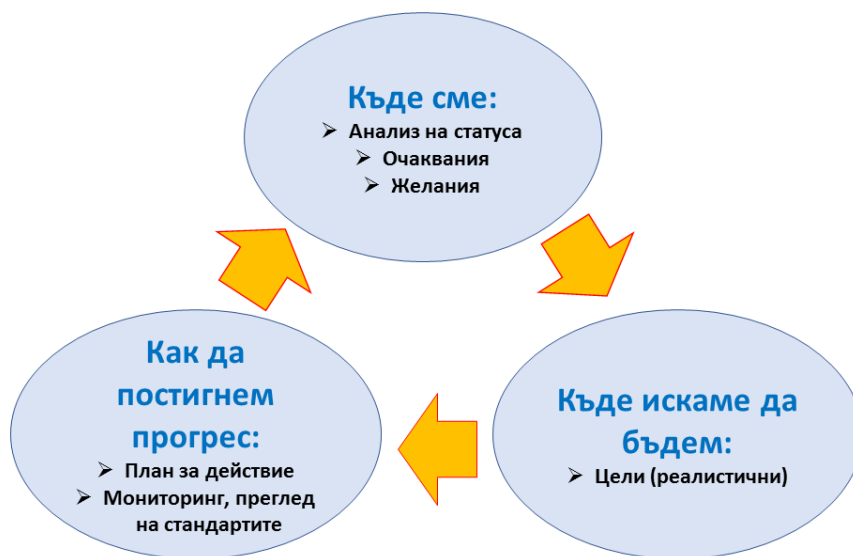 Къде сме:
➢ Анализ на статуса
➢ Очаквания
➢ Желания
Къде искаме да
бъдем:
➢ Цели (реалистични)
Как да
постигнем
прогрес:
➢ План за действие
➢ Мониторинг, преглед
на стандартите